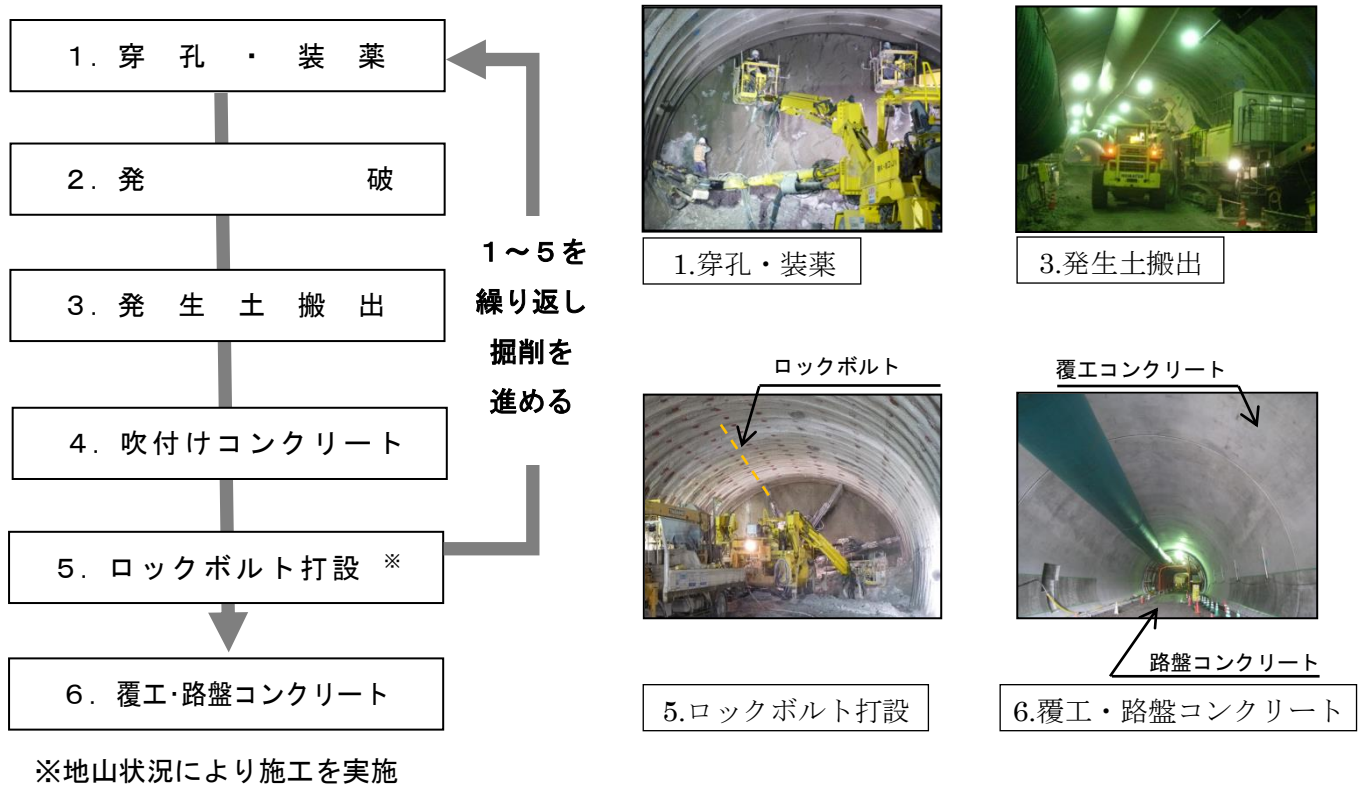 1．穿孔・装薬
2．発破
3．発生土搬出
4．吹付けコンクリート
5．ロックボルト打設 ※
6．覆工･路盤コンクリート
※地山状況により施工を実施
1～5を
繰り返し
掘削を
進める
1.穿孔・装薬
3.発生土搬出
ロックボルト
5.ロックボルト打設
覆工コンクリート
路盤コンクリート
6.覆工・路盤コンクリート